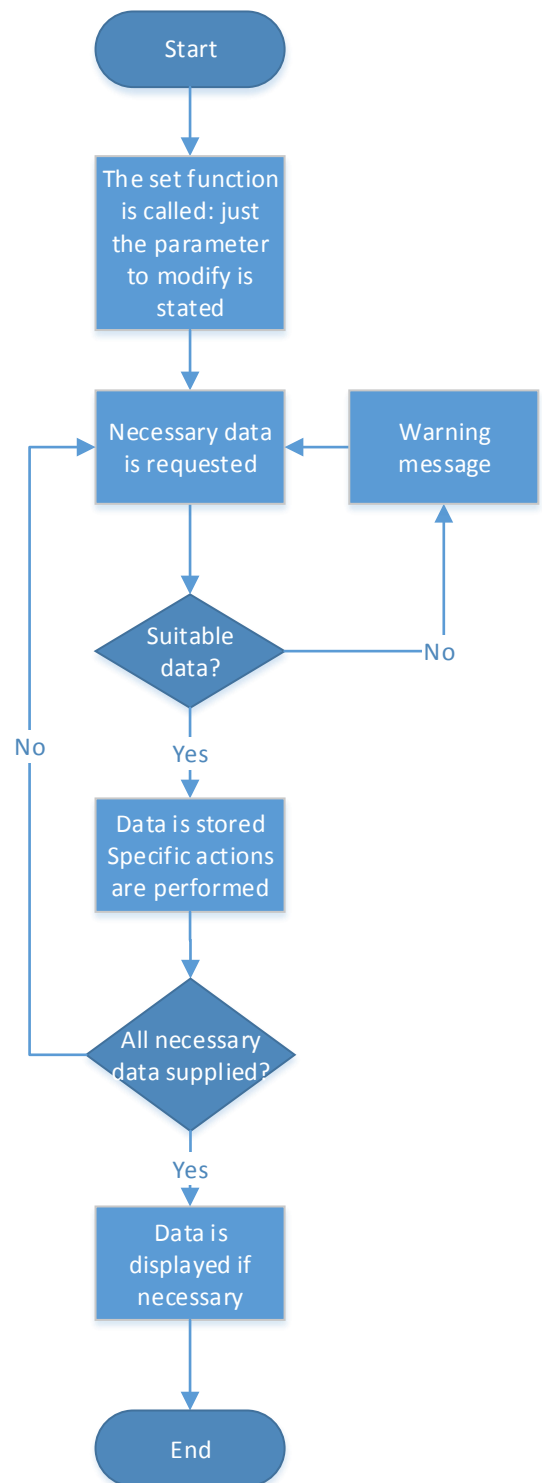 Start
The set function
is called: just
the parameter
to modify is
stated
Necessary data
is requested
Warning
message
Suitable
data?
No
No
Yes
Data is stored
Specific actions
are performed
All necessary
data supplied?
Yes
Data is
displayed if
necessary
End